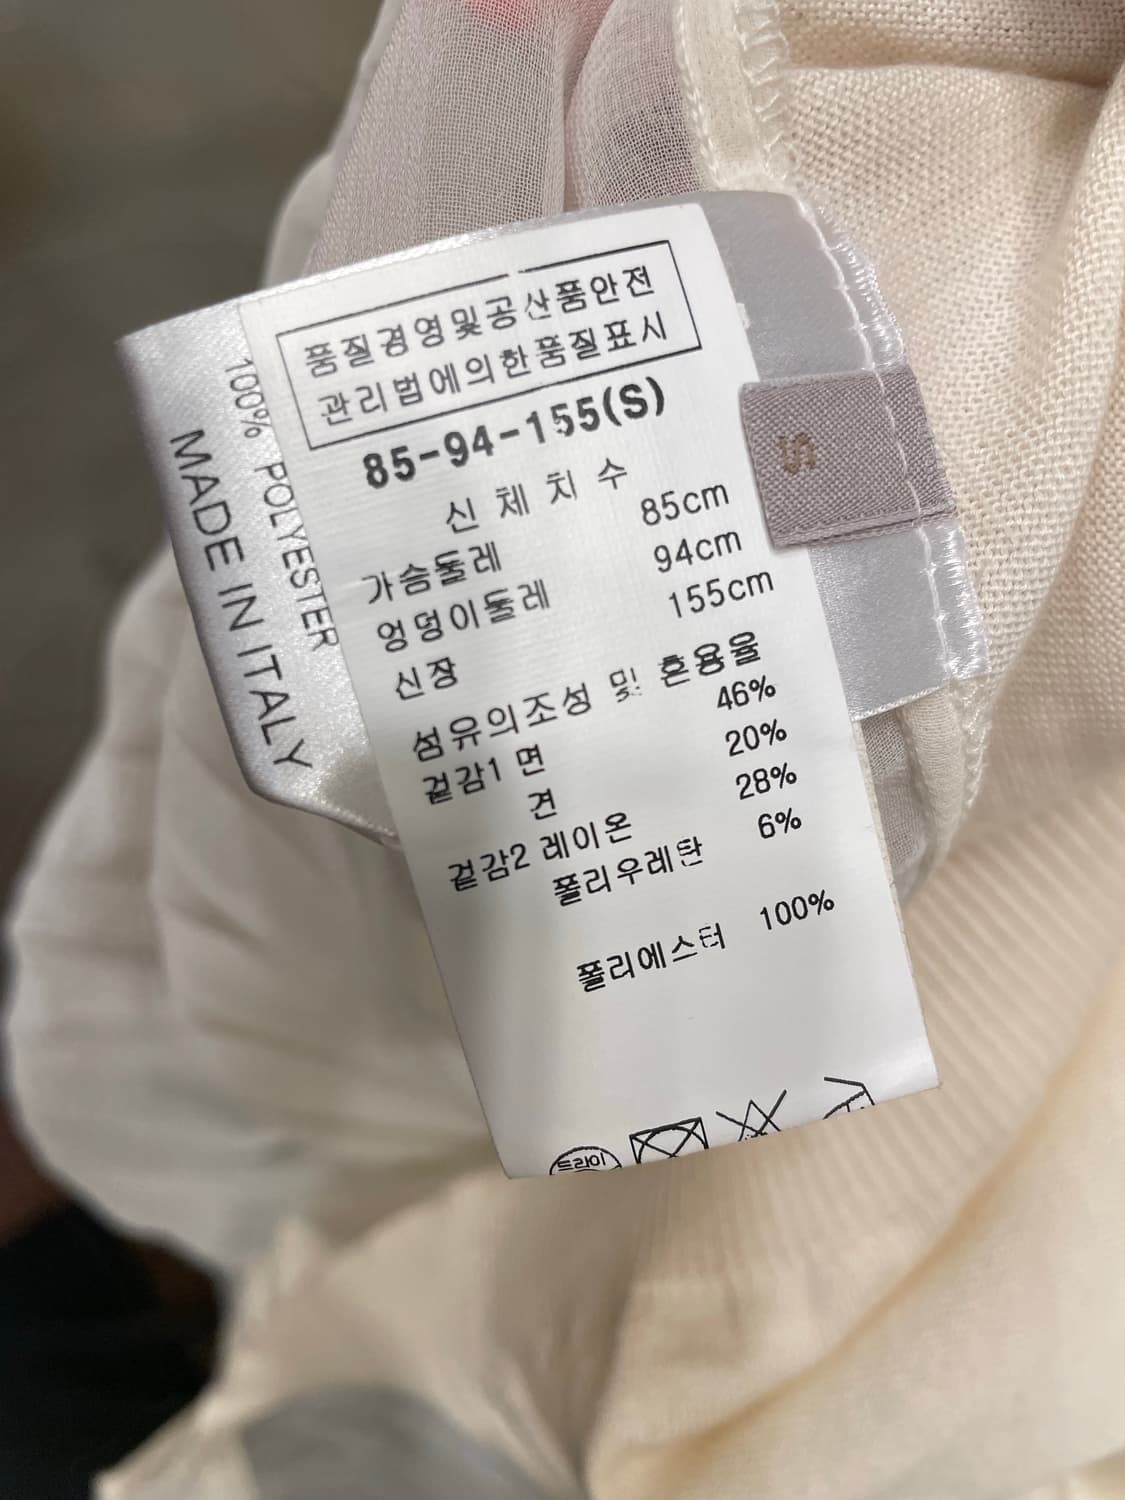 품질경영및공산품안전
관리법에의한품질표시
85-94-155(S)
신 체 치 수
가슴둘레 85cm
엉덩이둘레 94cm
신장 155cm
섬유의조성 및 혼용율
겉감1 면 46%
견 20%
겉감2 레이온 28%
폴리우레탄 6%
폴리에스터 100%
드라이
100% POLYESTER
MADE IN ITALY
S